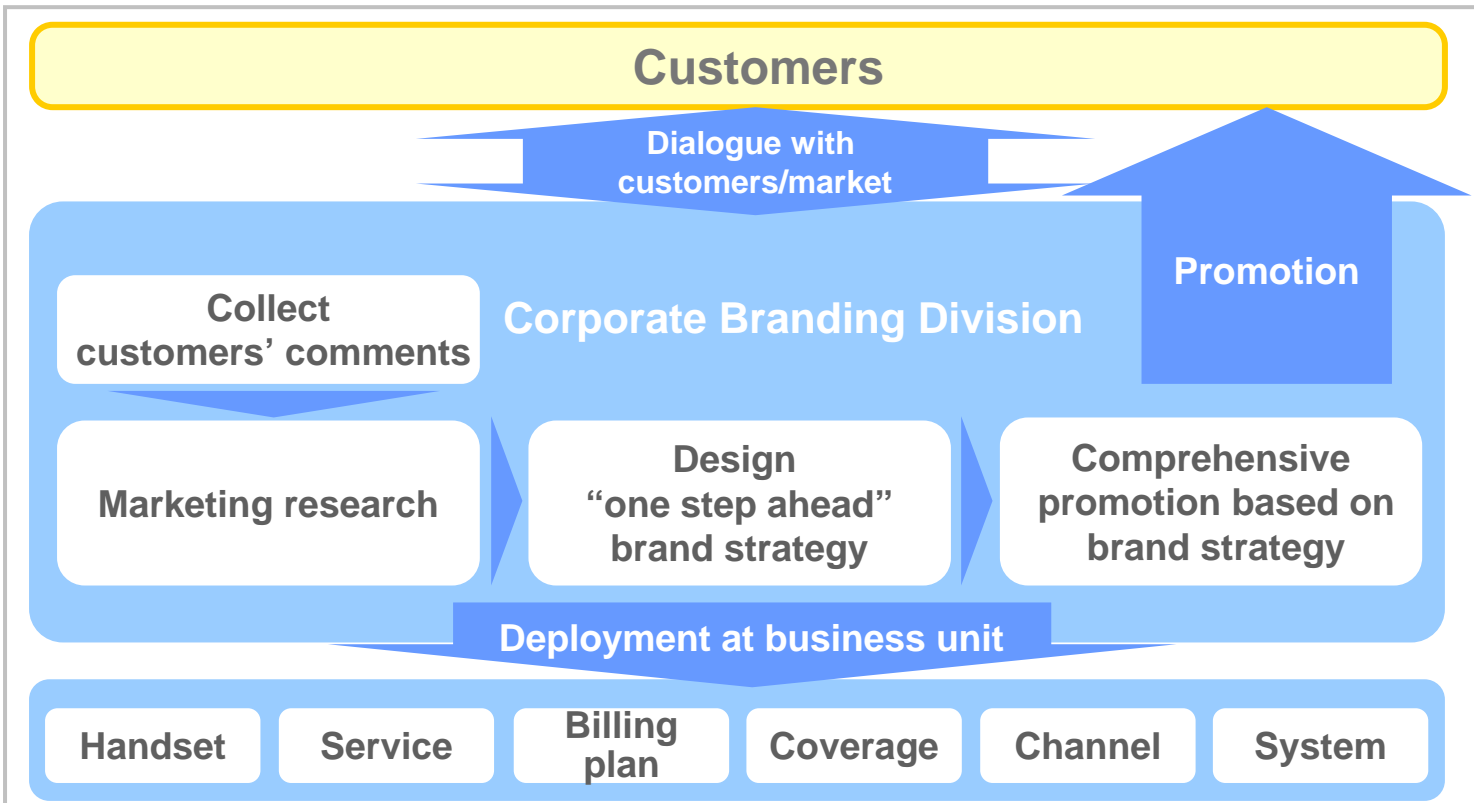 Customers
Dialogue with
customers/market
Promotion
Collect
customers’ comments
Corporate Branding Division
Marketing research
Design
“one step ahead”
brand strategy
Comprehensive
promotion based on
brand strategy
Deployment at business unit
Handset
Service
Billing
plan
Coverage
Channel
System